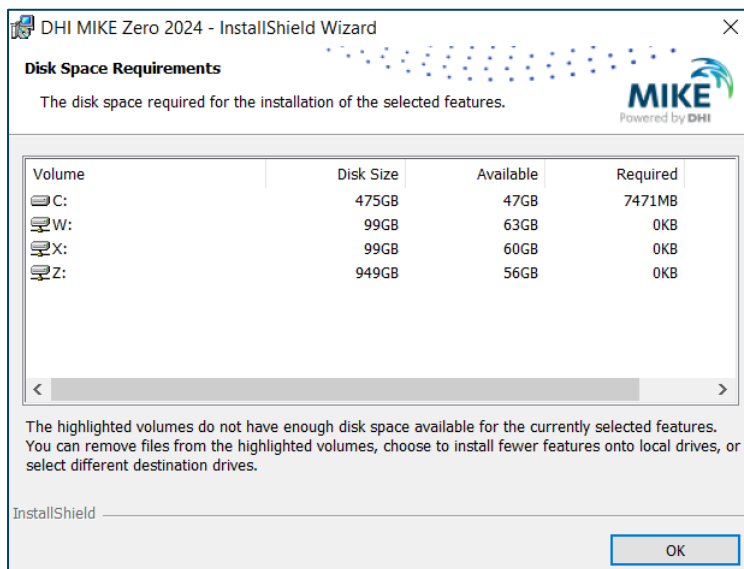 DHI MIKE Zero 2024 - InstallShield Wizard
Disk Space Requirements
The disk space required for the installation of the selected features.
MIKE
Powered by DHI
Volume Disk Size Available Required
C: 475GB 47GB 7471MB
W: 99GB 63GB 0KB
X: 99GB 60GB 0KB
Z: 949GB 56GB 0KB
The highlighted volumes do not have enough disk space available for the currently selected features.
You can remove files from the highlighted volumes, choose to install fewer features onto local drives, or
select different destination drives.
InstallShield
OK